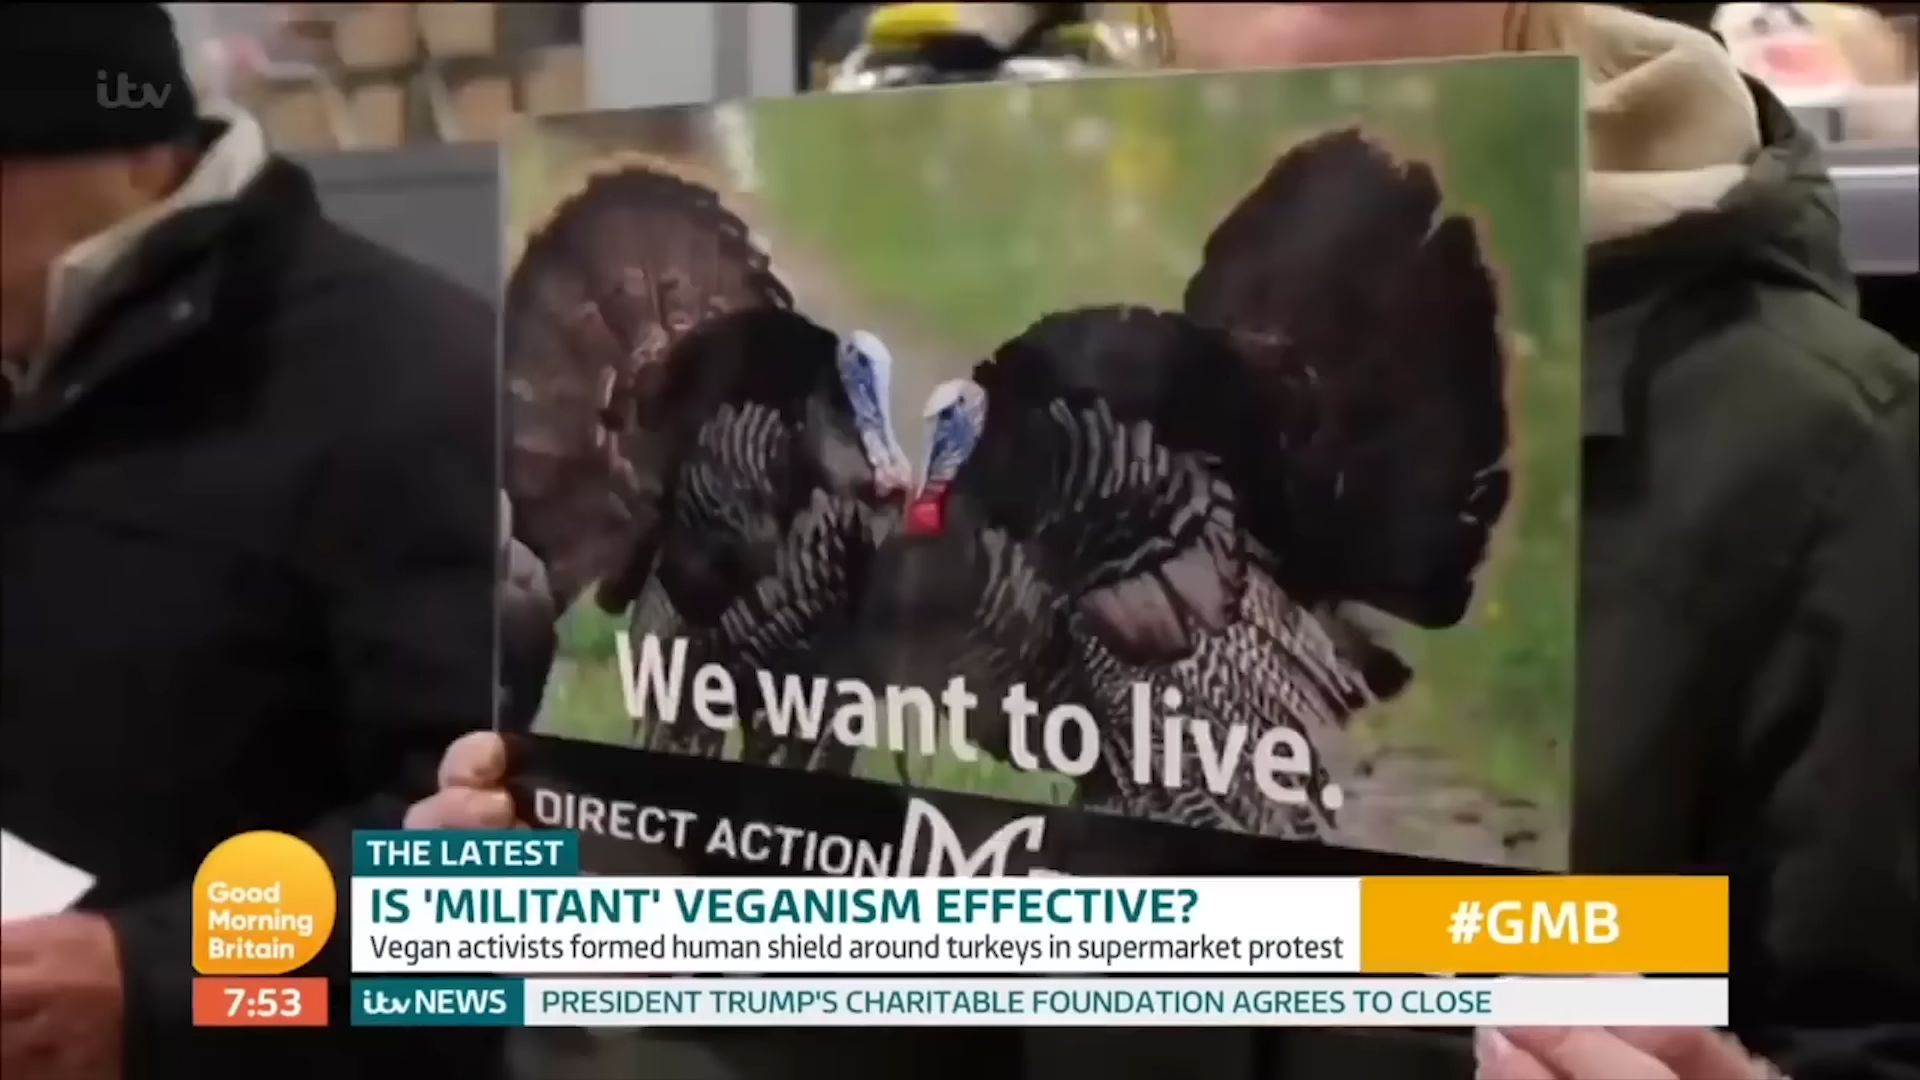 itv
We want to live.
DIRECT ACTION
THE LATEST
Good
Morning
Britain
IS 'MILITANT' VEGANISM EFFECTIVE?
Vegan activists formed human shield around turkeys in supermarket protest
#GMB
7:53
itv NEWS
PRESIDENT TRUMP'S CHARITABLE FOUNDATION AGREES TO CLOSE